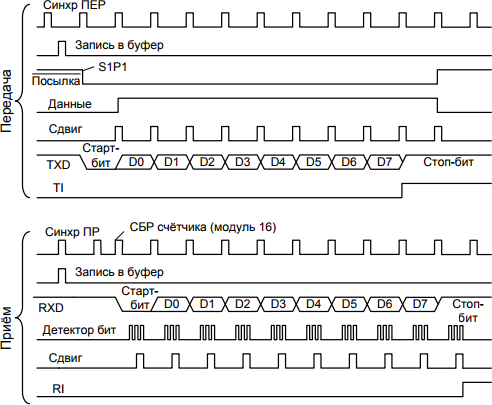 Передача
Синхр ПЕР
Запись в буфер
S1P1
Посылка
Данные
Сдвиг
TXD Старт-бит D0 D1 D2 D3 D4 D5 D6 D7 Стоп-бит
TI
Приём
Синхр ПР СБР счётчика (модуль 16)
Запись в буфер
RXD Старт-бит D0 D1 D2 D3 D4 D5 D6 D7 Стоп-бит
Детектор бит
Сдвиг
RI